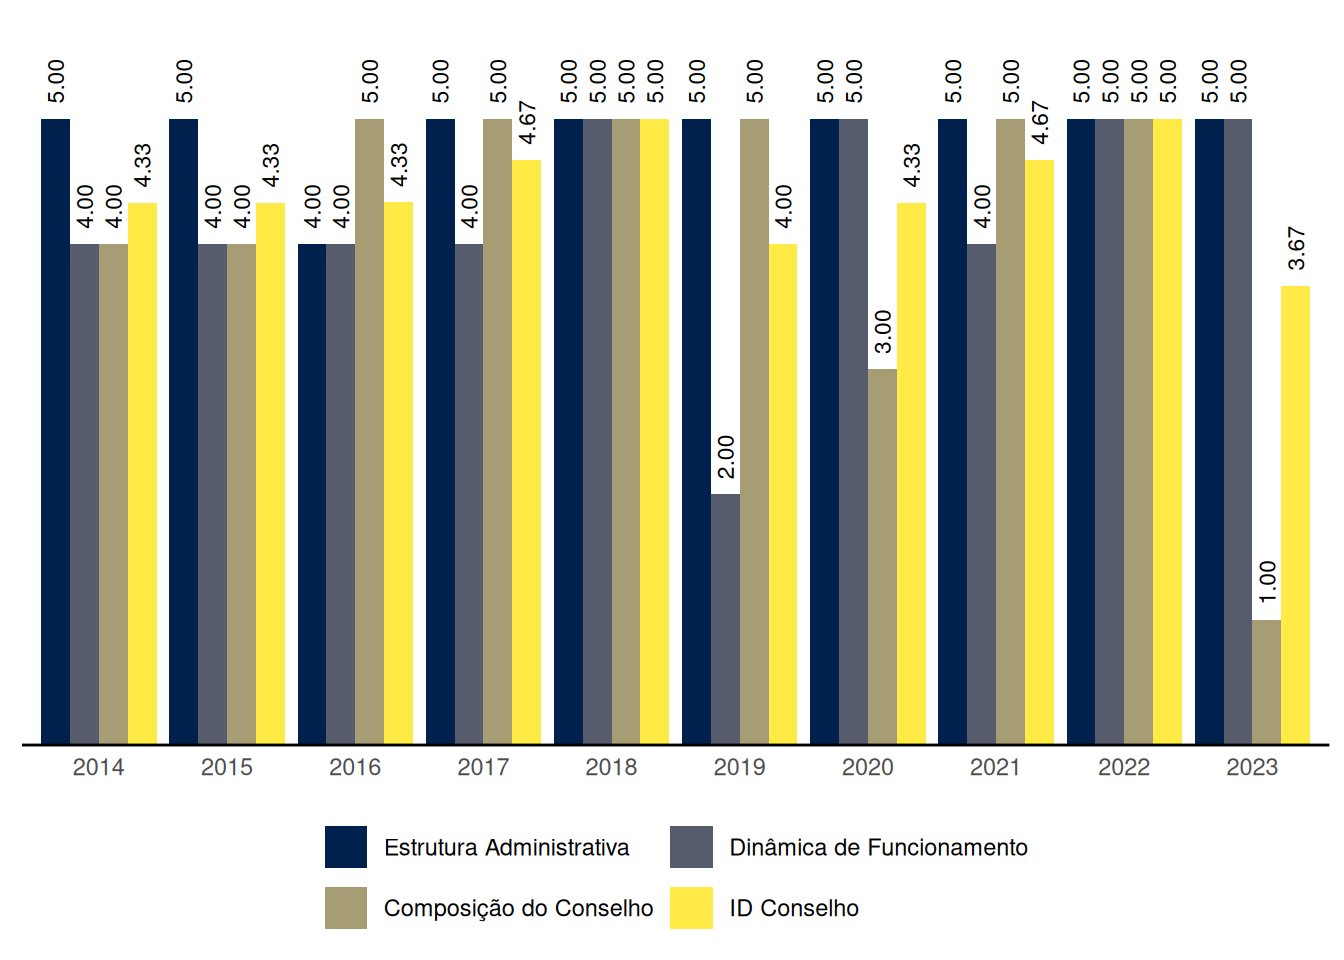 5.00 4.00 4.00 4.33 5.00 4.00 4.00 4.33 4.00 4.00 5.00 4.33 5.00 4.00 5.00 4.67 5.00 5.00 5.00 5.00 5.00 2.00 5.00 4.00 5.00 5.00 3.00 4.33 5.00 4.00 5.00 4.67 5.00 5.00 5.00 5.00 5.00 5.00 1.00 3.67
2014 2015 2016 2017 2018 2019 2020 2021 2022 2023
Estrutura Administrativa Dinâmica de Funcionamento
Composição do Conselho ID Conselho